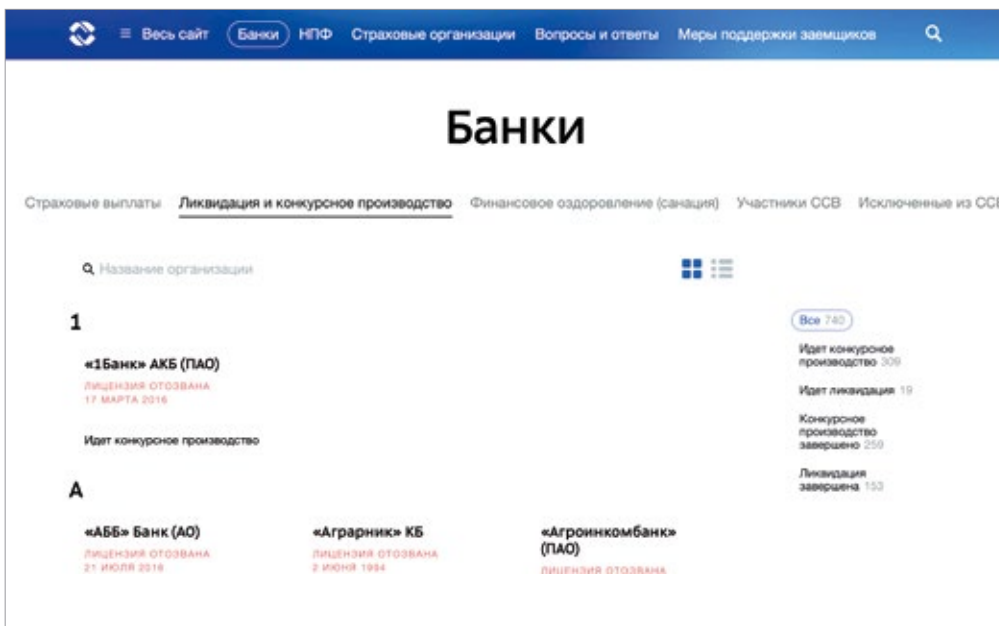 Весь сайт Банки НПФ Страховые организации Вопросы и ответы Меры поддержки заемщиков
Банки
Страховые выплаты Ликвидация и конкурсное производство Финансовое оздоровление (санация) Участники ССВ Исключенные из ССВ
Название организации
1
«1Банк» АКБ (ПАО)
ЛИЦЕНЗИЯ ОТОЗВАНА
17 МАРТА 2016
Идет конкурсное производство
А
«АББ» Банк (АО)
ЛИЦЕНЗИЯ ОТОЗВАНА
21 ИЮЛЯ 2016
«Аграрник» КБ
ЛИЦЕНЗИЯ ОТОЗВАНА
2 ИЮНЯ 1994
«Агроинкомбанк»
(ПАО)
ЛИЦЕНЗИЯ ОТОЗВАНА
Все 740
Идет конкурсное
производство 309
Идет ликвидация 19
Конкурсное
производство
завершено 259
Ликвидация
завершена 153